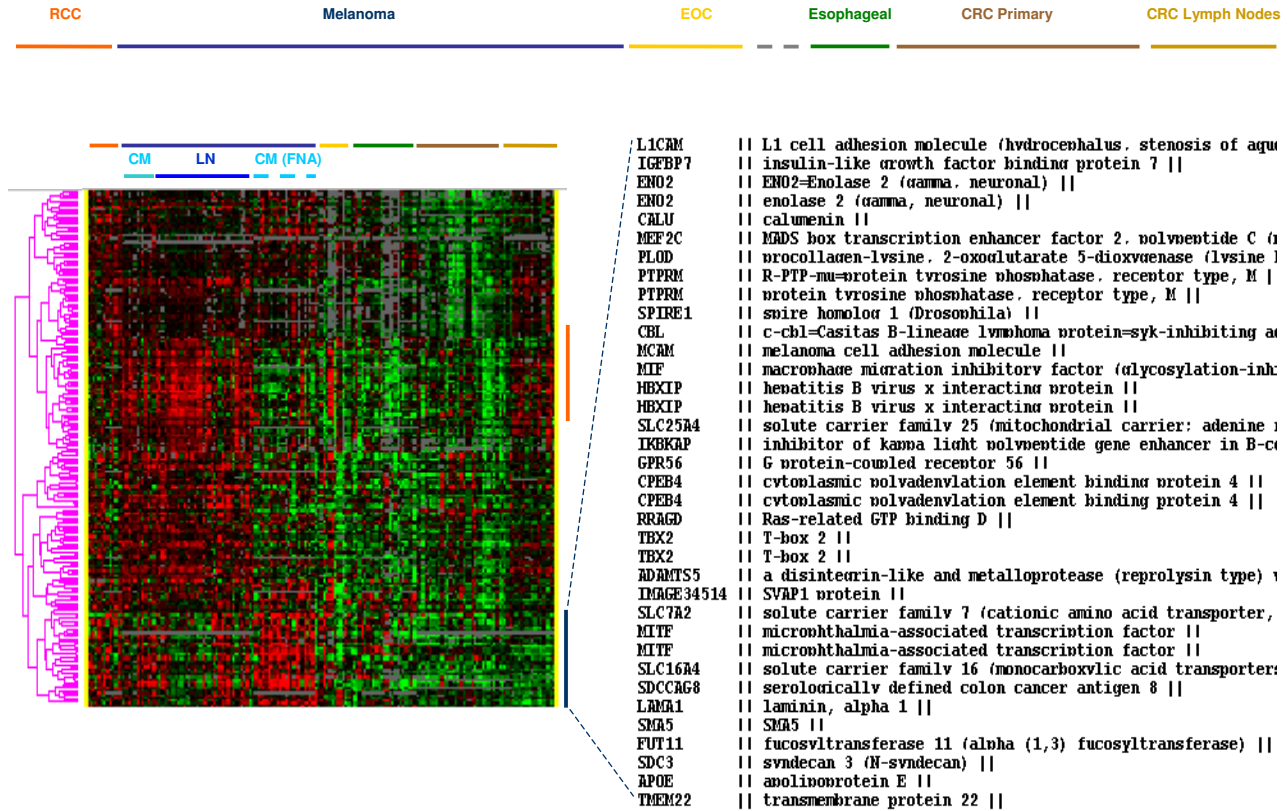 RCC Melanoma EOC Esophageal CRC Primary CRC Lymph Nodes
CM LN CM (FNA)
L1CAM || L1 cell adhesion molecule (hydrocephalus, stenosis of aque
IGFBP7 || insulin-like growth factor binding protein 7 ||
ENO2 || ENO2=Enolase 2 (gamma, neuronal) ||
ENO2 || enolase 2 (gamma, neuronal) ||
CALU || calumenin ||
MEF2C || MADS box transcription enhancer factor 2, polypeptide C (
PLOD || procollagen-lysine, 2-oxoglutarate 5-dioxygenase (lysine
PTPRM || R-PTP-mu=protein tyrosine phosphatase, receptor type, M |
PTPRM || protein tyrosine phosphatase, receptor type, M ||
SPIRE1 || spire homolog 1 (Drosophila) ||
CBL || c-cbl=Casitas B-lineage lymphoma protein=syk-inhibiting a
MCAM || melanoma cell adhesion molecule ||
MIF || macrophage migration inhibitory factor (glycosylation-inhi
HBXIP || hepatitis B virus x interacting protein ||
HBXIP || hepatitis B virus x interacting protein ||
SLC25A4 || solute carrier family 25 (mitochondrial carrier; adenine
IKBKAP || inhibitor of kappa light polypeptide gene enhancer in B-c
GPR56 || G protein-coupled receptor 56 ||
CPEB4 || cytoplasmic polyadenylation element binding protein 4 ||
CPEB4 || cytoplasmic polyadenylation element binding protein 4 ||
RRAGD || Ras-related GTP binding D ||
TBX2 || T-box 2 ||
TBX2 || T-box 2 ||
ADAMTS5 || a disintegrin-like and metalloprotease (reprolysin type)
IMAGE34514 || SVAP1 protein ||
SLC7A2 || solute carrier family 7 (cationic amino acid transporter,
MITF || microphthalmia-associated transcription factor ||
MITF || microphthalmia-associated transcription factor ||
SLC16A4 || solute carrier family 16 (monocarboxylic acid transporters
SDCCAG8 || serologically defined colon cancer antigen 8 ||
LAMA1 || laminin, alpha 1 ||
SMA5 || SMA5 ||
FUT11 || fucosyltransferase 11 (alpha (1,3) fucosyltransferase) ||
SDC3 || syndecan 3 (N-syndecan) ||
APOE || apolipoprotein E ||
TMEM22 || transmembrane protein 22 ||